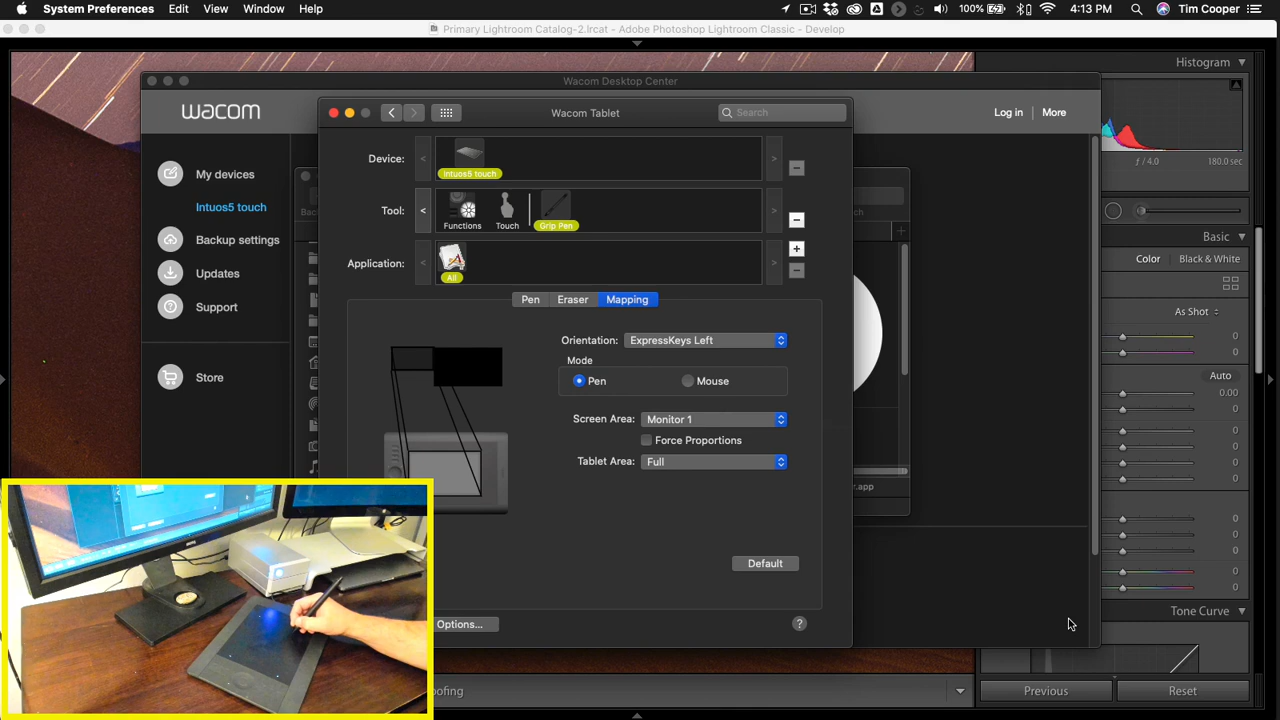 System Preferences Edit View Window Help 100% 4:13 PM Tim Cooper
Primary Lightroom Catalog-2.lrcat - Adobe Photoshop Lightroom Classic - Develop
Histogram
Wacom Desktop Center
wacom
Wacom Tablet
Search
Log in More
Device:
Intuos5 touch
ƒ / 4.0 180.0 sec
My devices
Intuos5 touch
Tool:
Functions Touch Grip Pen
Backup settings
Basic
Application:
All
Color Black & White
Updates
Support
Pen Eraser Mapping
As Shot
Orientation: ExpressKeys Left
0
0
Mode
Pen Mouse
Store
Auto
0.00
0
Screen Area: Monitor 1
Force Proportions
Tablet Area: Full
0
0
0
0
r.app
0
0
0
Default
0
0
Tone Curve
Options...
?
oofing
Previous Reset